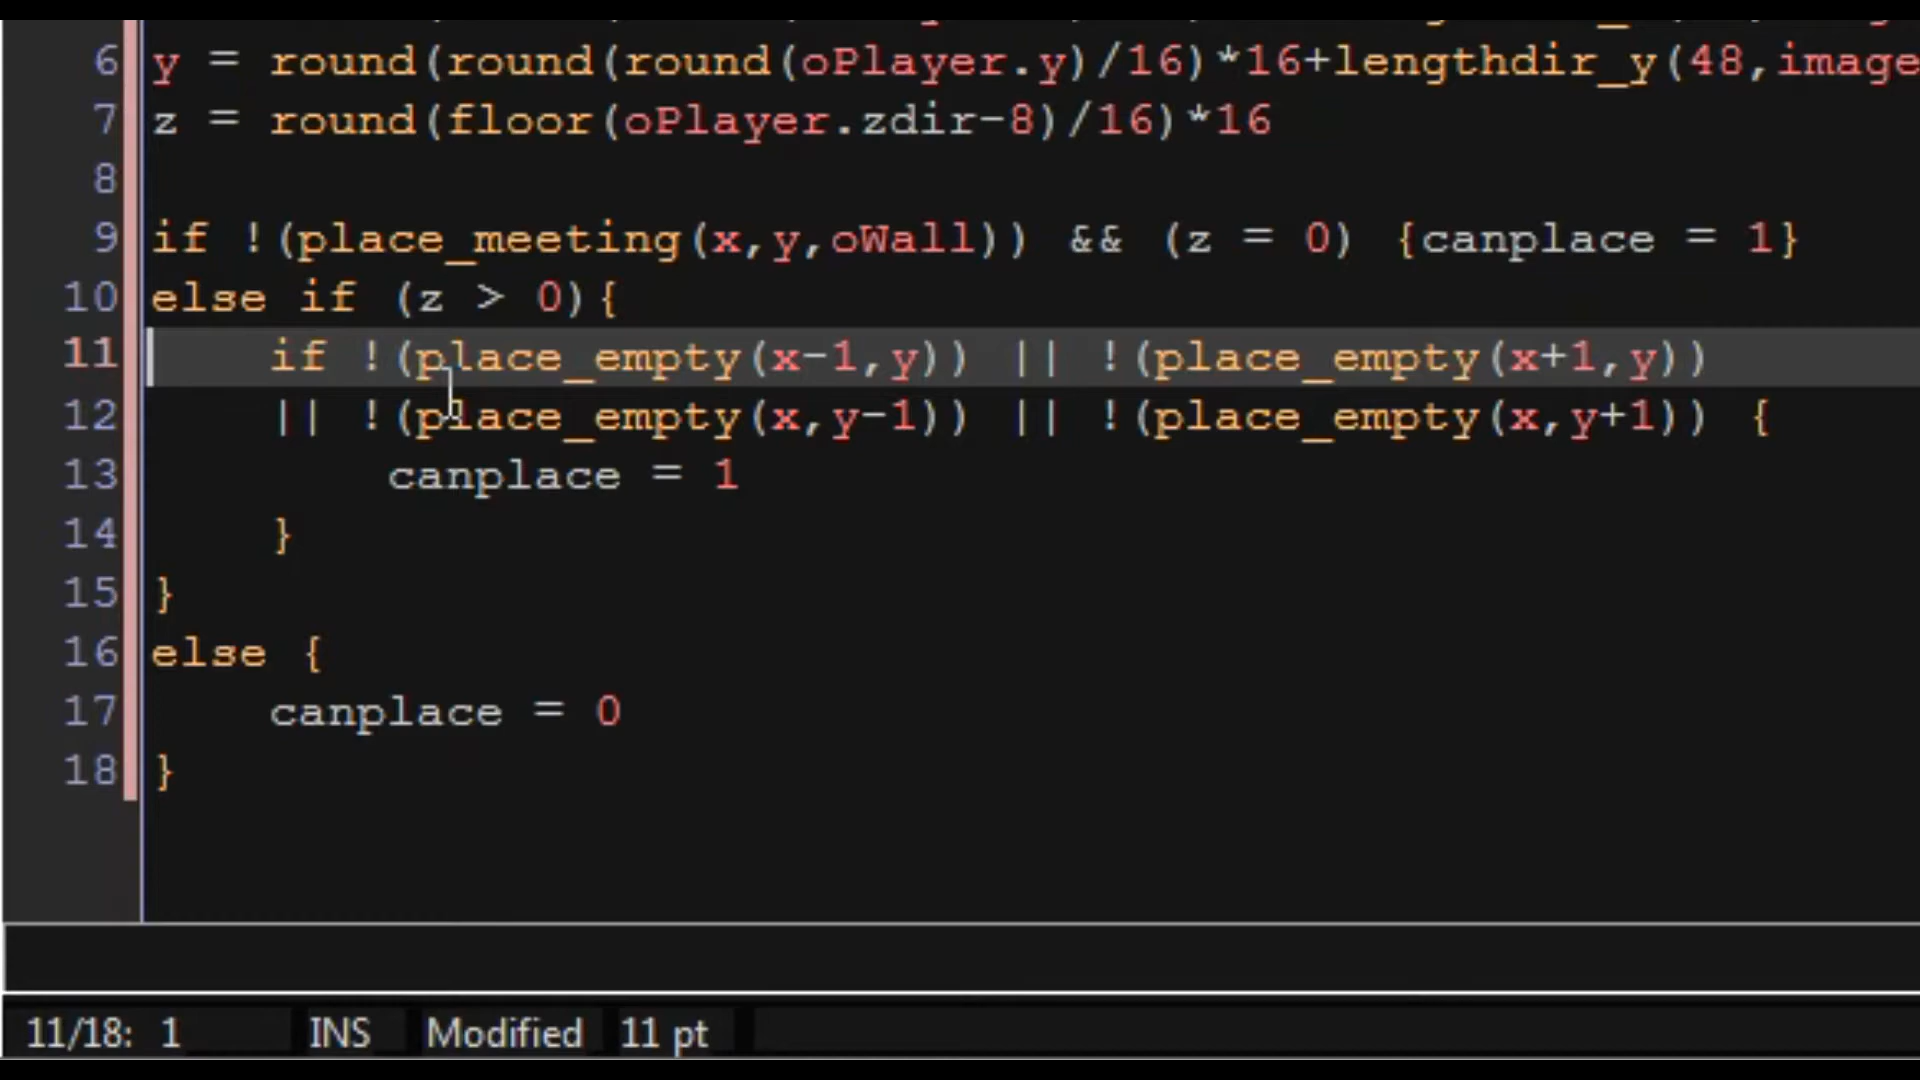 6 y = round(round(round(oPlayer.y)/16)*16+lengthdir_y(48,image
7 z = round(floor(oPlayer.zdir-8)/16)*16
8
9 if !(place_meeting(x,y,oWall)) && (z = 0) {canplace = 1}
10 else if (z > 0){
11 if !(place_empty(x-1,y)) || !(place_empty(x+1,y))
12 || !(place_empty(x,y-1)) || !(place_empty(x,y+1)) {
13 canplace = 1
14 }
15 }
16 else {
17 canplace = 0
18 }
11/18: 1 INS Modified 11 pt